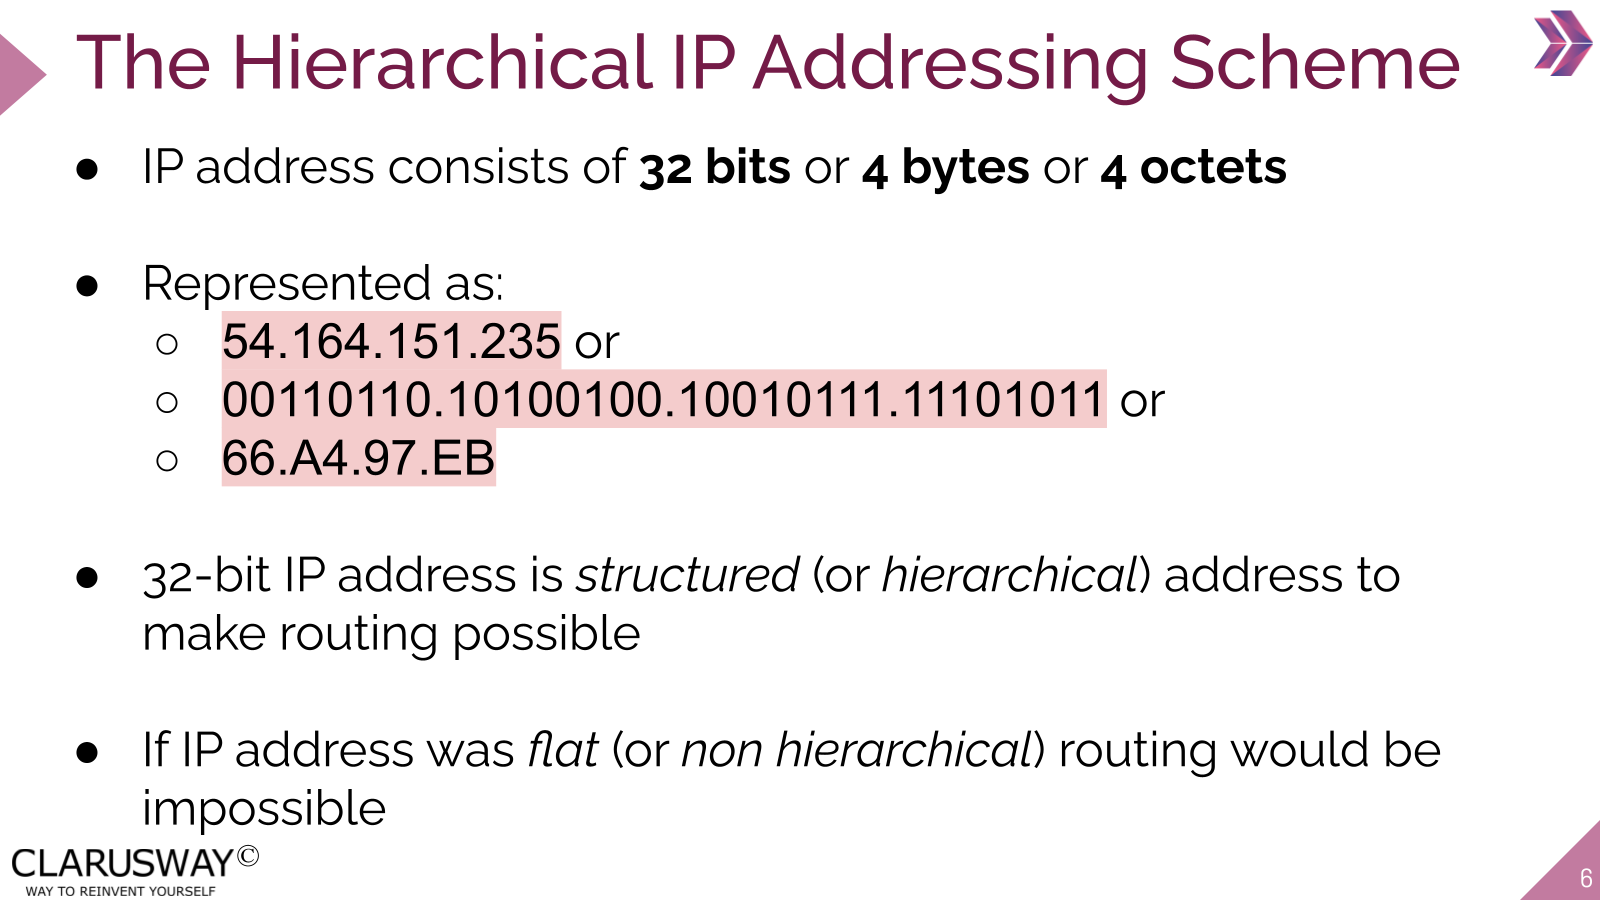 The Hierarchical IP Addressing Scheme
● IP address consists of 32 bits or 4 bytes or 4 octets
● Represented as:
○ 54.164.151.235 or
○ 00110110.10100100.10010111.11101011 or
○ 66.A4.97.EB
● 32-bit IP address is structured (or hierarchical) address to
make routing possible
● If IP address was flat (or non hierarchical) routing would be
impossible
CLARUSWAY©
WAY TO REINVENT YOURSELF
6